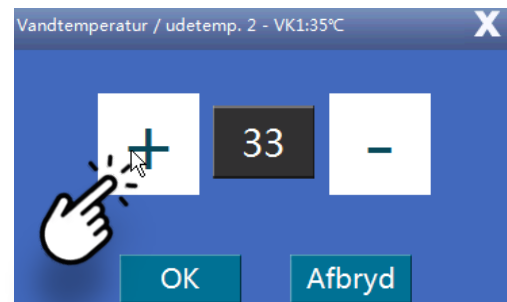 Vandtemperatur / udetemp. 2 - VK1:35℃ X
+ 33 -
OK Afbryd